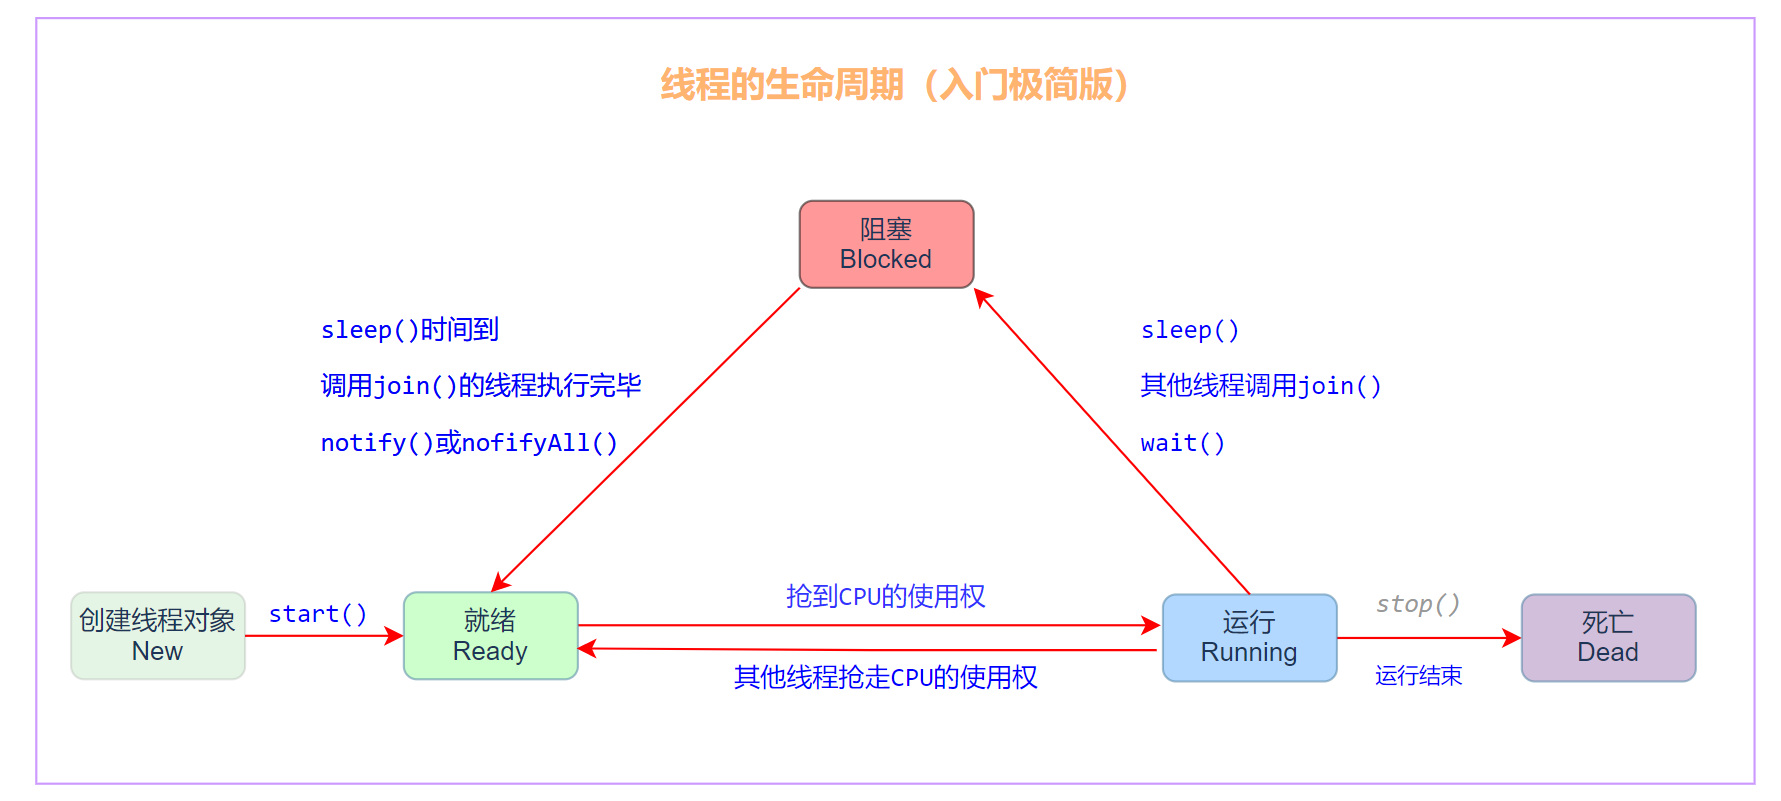 线程的生命周期（入门极简版）
阻塞
Blocked
sleep()时间到
调用join()的线程执行完毕
notify()或nofifyAll()
sleep()
其他线程调用join()
wait()
创建线程对象
New
start()
就绪
Ready
抢到CPU的使用权
其他线程抢走CPU的使用权
运行
Running
stop()
运行结束
死亡
Dead